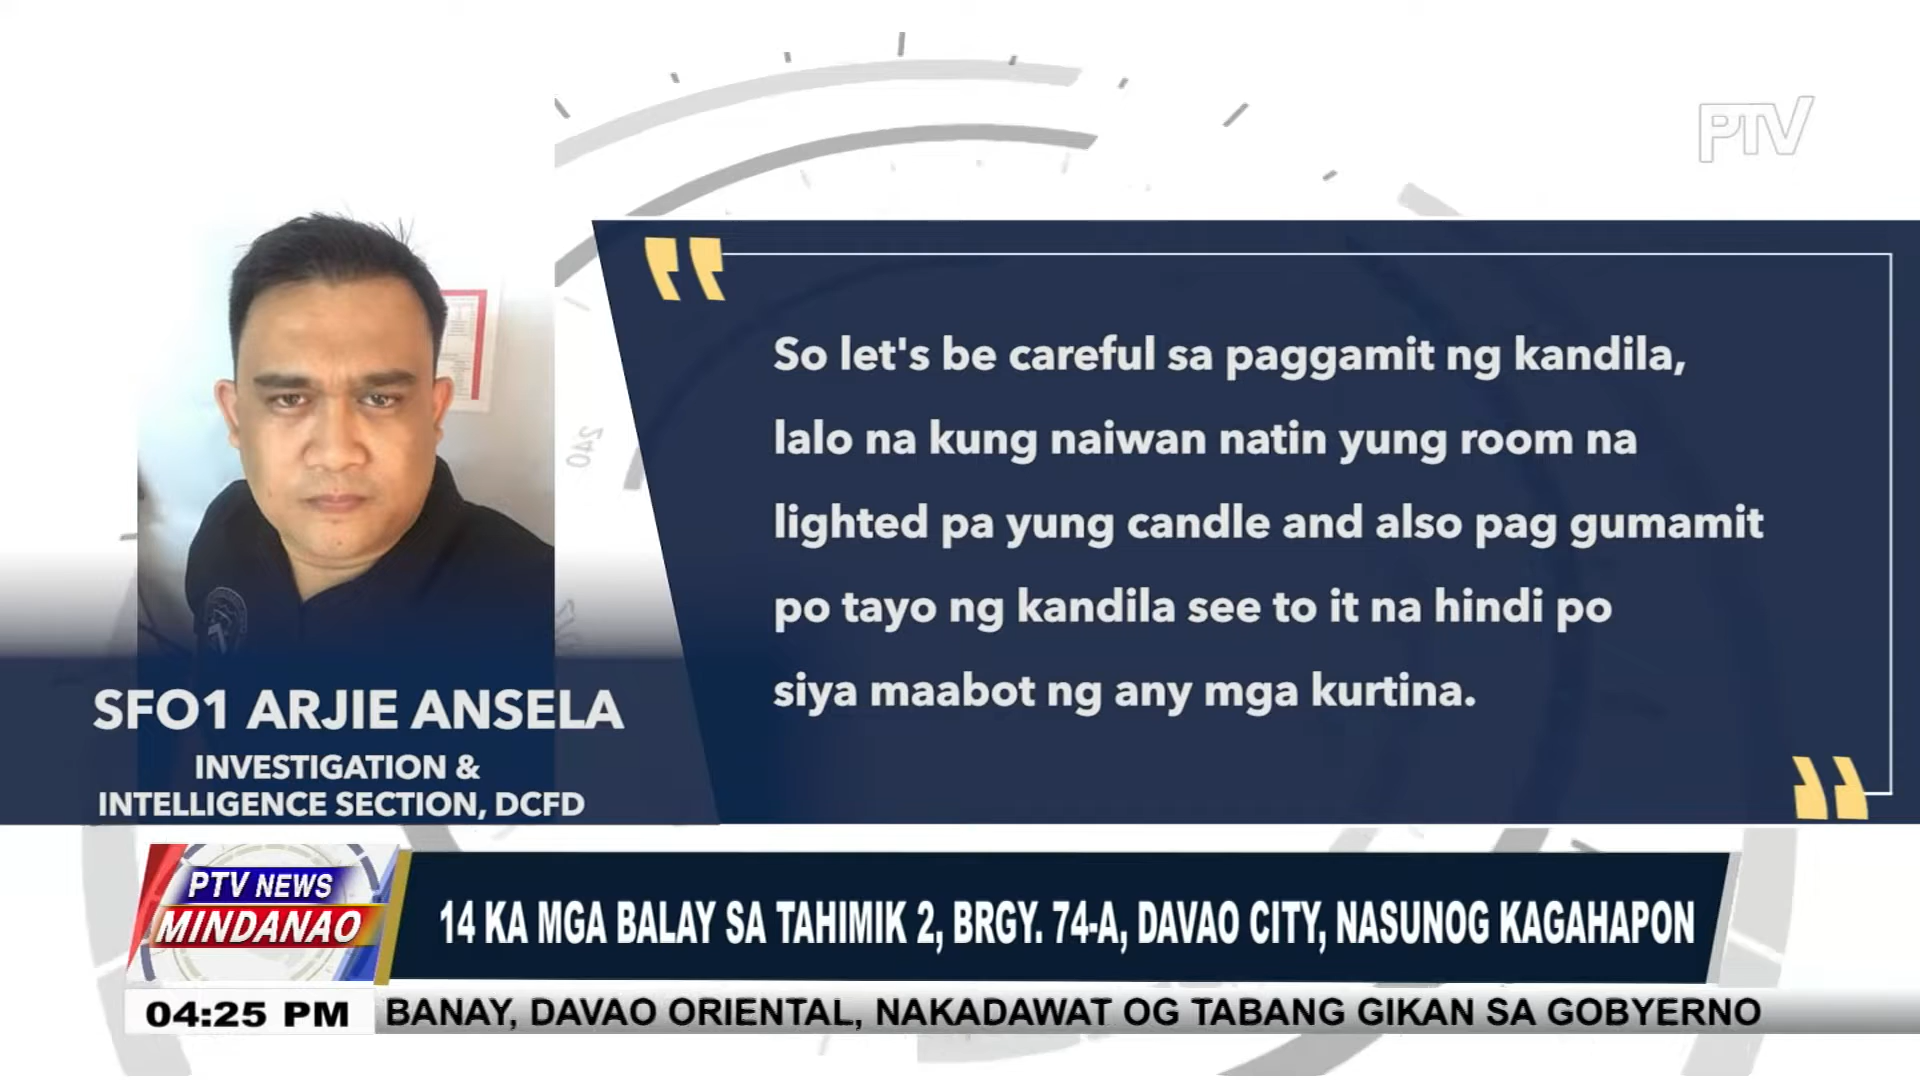 PTV
So let's be careful sa paggamit ng kandila,
lalo na kung naiwan natin yung room na
lighted pa yung candle and also pag gumamit
po tayo ng kandila see to it na hindi po
siya maabot ng any mga kurtina.
SFO1 ARJIE ANSELA
INVESTIGATION &
INTELLIGENCE SECTION, DCFD
PTV NEWS
MINDANAO
14 KA MGA BALAY SA TAHIMIK 2, BRGY. 74-A, DAVAO CITY, NASUNOG KAGAHAPON
04:25 PM
BANAY, DAVAO ORIENTAL, NAKADAWAT OG TABANG GIKAN SA GOBYERNO